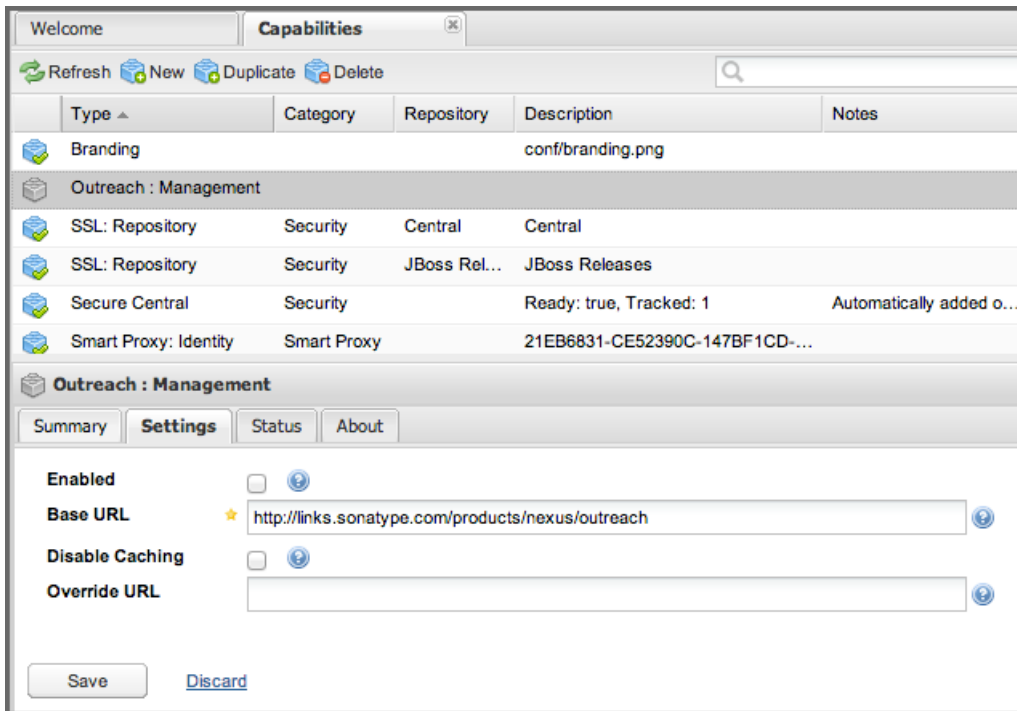 Welcome Capabilities
Refresh New Duplicate Delete
Type Category Repository Description Notes
Branding conf/branding.png
Outreach : Management
SSL: Repository Security Central Central
SSL: Repository Security JBoss Rel... JBoss Releases
Secure Central Security Ready: true, Tracked: 1 Automatically added o...
Smart Proxy: Identity Smart Proxy 21EB6831-CE52390C-147BF1CD-...
Outreach : Management
Summary Settings Status About
Enabled
Base URL http://links.sonatype.com/products/nexus/outreach
Disable Caching
Override URL
Save Discard